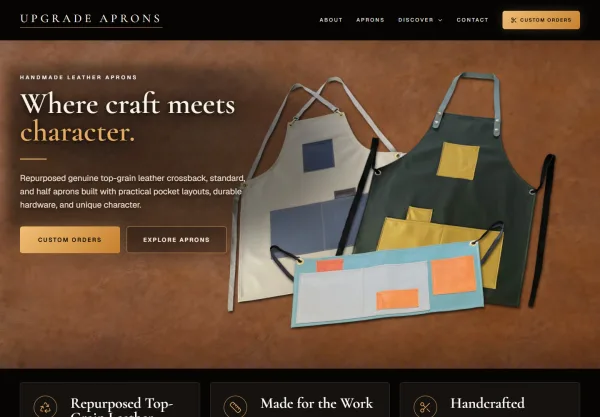 UPGRADE APRONS
ABOUT
APRONS
DISCOVER
CONTACT
CUSTOM ORDERS
HANDMADE LEATHER APRONS
Where craft meets
character.
Repurposed genuine top-grain leather crossback, standard,
and half aprons built with practical pocket layouts, durable
hardware, and unique character.
CUSTOM ORDERS
EXPLORE APRONS
Repurposed Top-
Grain Leather
Made for the Work
Handcrafted